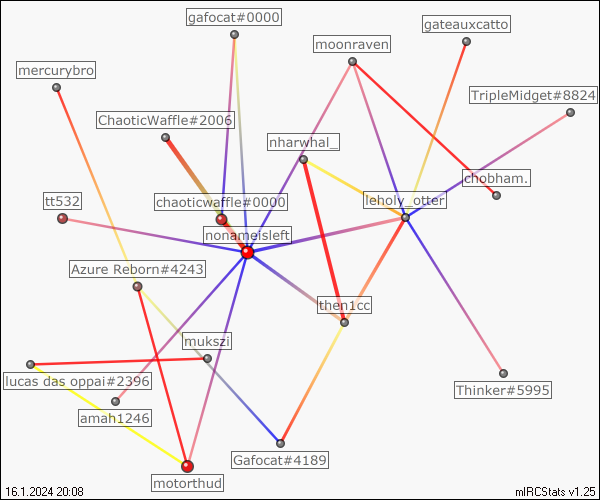 gafocat#0000
gateauxcatto
moonraven
mercurybro
TripleMidget#8824
ChaoticWaffle#2006
nharwhal_
chobham.
tt532
chaoticwaffle#0000
leholy_otter
nonameisleft
Azure Reborn#4243
then1cc
mukszi
lucas das oppai#2396
Thinker#5995
amah1246
Gafocat#4189
motorthud
16.1.2024 20:08
mIRCStats v1.25